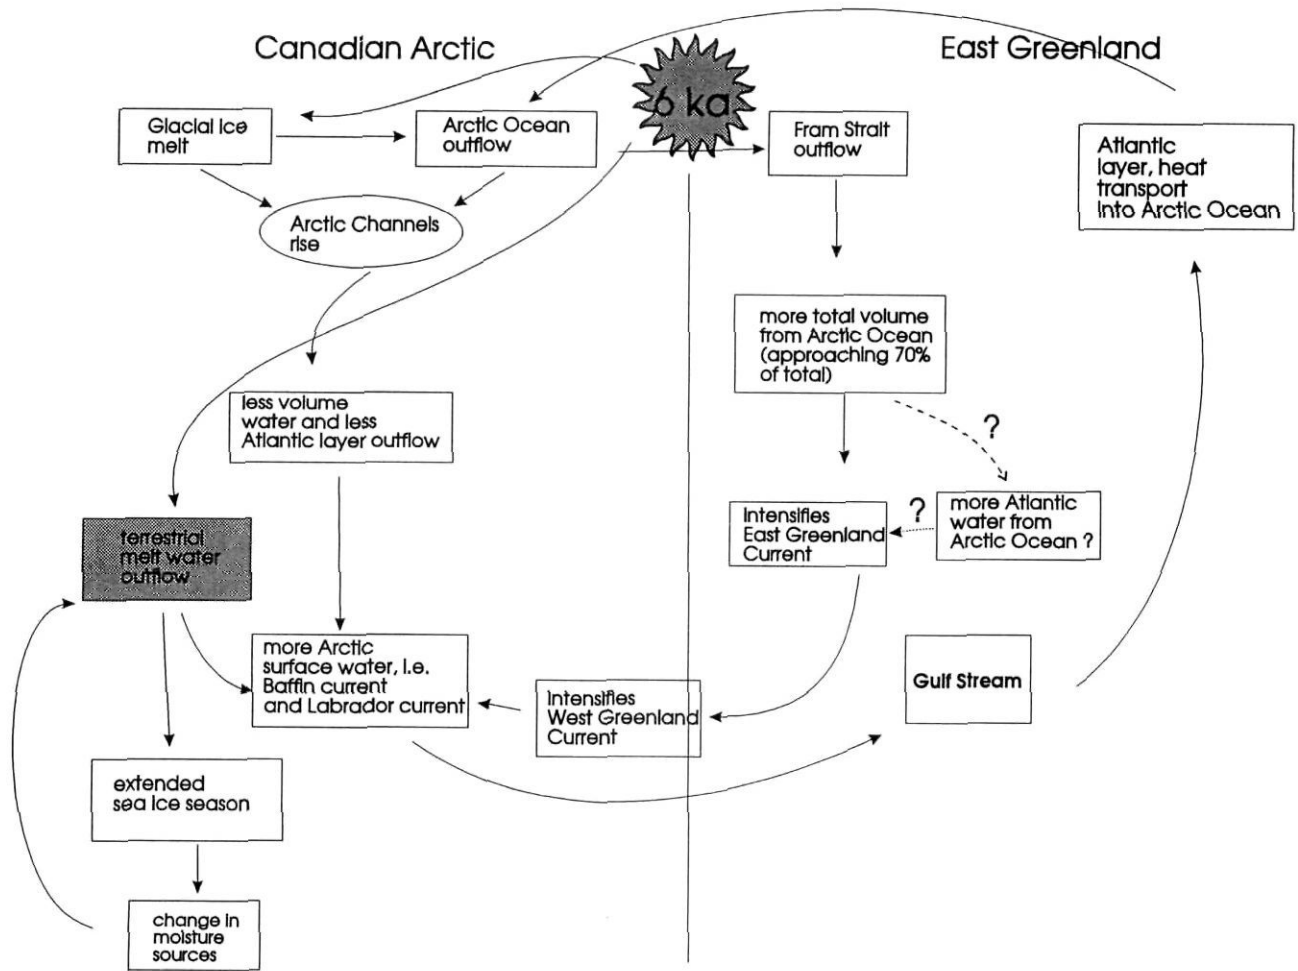 Canadian Arctic
6 ka
East Greenland
Glacial Ice
melt
Arctic Ocean
outflow
Fram Strait
outflow
Atlantic
layer, heat
transport
into Arctic Ocean
Arctic Channels
rise
more total volume
from Arctic Ocean
(approaching 70%
of total)
less volume
water and less
Atlantic layer outflow
?
terrestrial
melt water
outflow
Intensifies
East Greenland
Current
?
more Atlantic
water from
Arctic Ocean ?
more Arctic
surface water, i.e.
Baffin current
and Labrador current
Intensifies
West Greenland
Current
Gulf Stream
extended
sea ice season
change in
moisture
sources